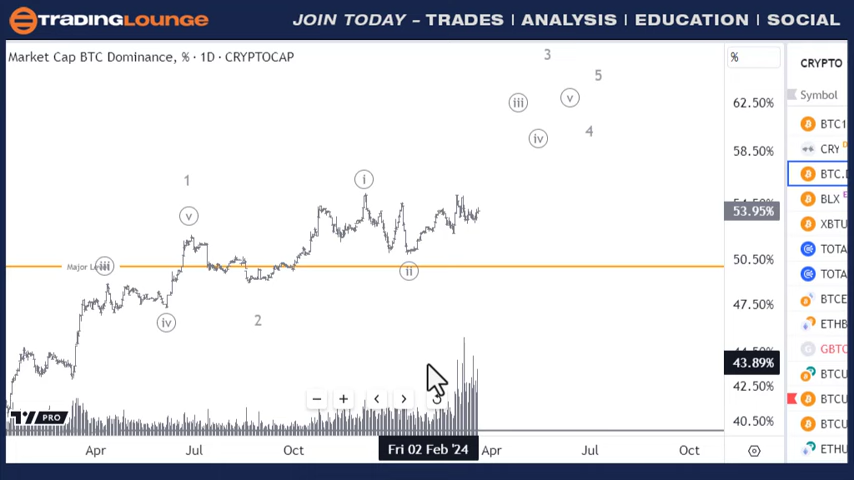 TRADINGLOUNGE
JOIN TODAY – TRADES | ANALYSIS | EDUCATION | SOCIAL
Market Cap BTC Dominance, % · 1D · CRYPTOCAP
%
CRYPTO
Symbol
3
5
iii
v
62.50%
iv
4
BTC1
58.50%
CRY
1
i
BTC.D
v
BLX
53.95%
XBTU
Major
iii
ii
50.50%
TOTA
TOTA
iv
2
47.50%
BTCE
ETHB
GBTC
43.89%
BTCU
42.50%
BTCU
PRO
40.50%
BTCU
Apr
Jul
Oct
Fri 02 Feb '24
Apr
Jul
Oct
ETHU